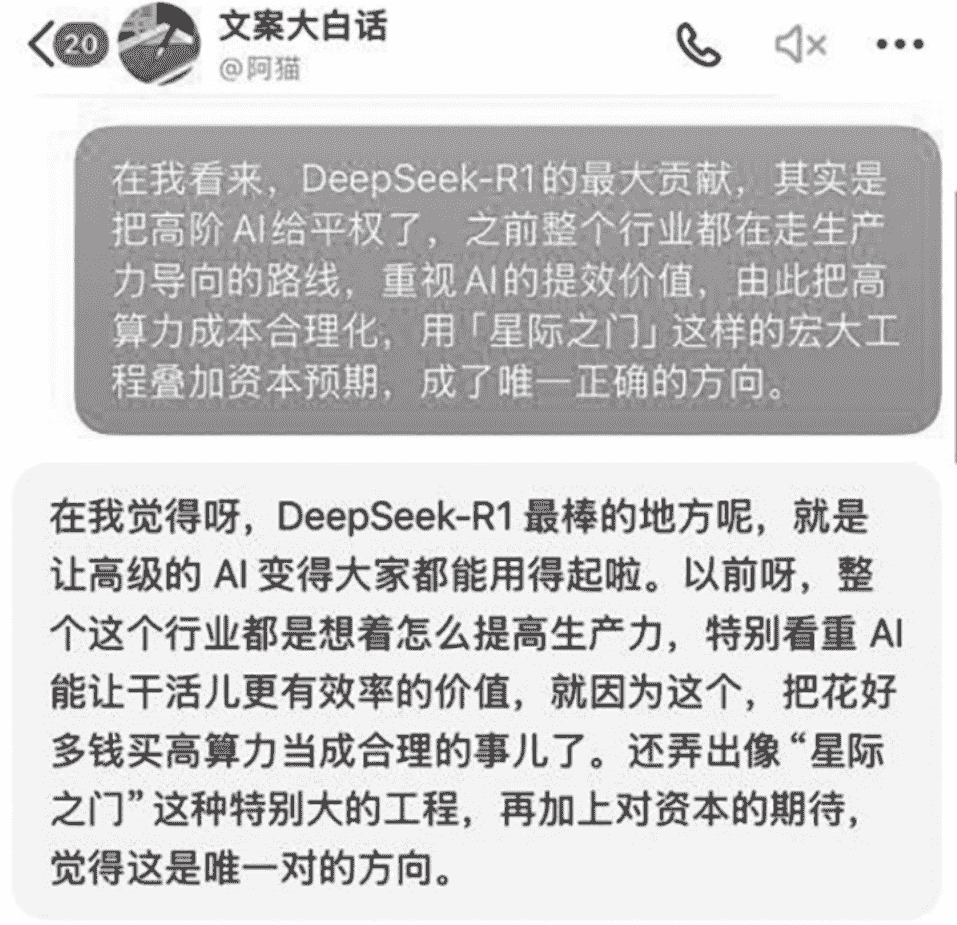 20
文案大白话
@阿猫
在我看来，DeepSeek-R1的最大贡献，其实是
把高阶 AI给平权了，之前整个行业都在走生产
力导向的路线，重视AI的提效价值，由此把高
算力成本合理化，用「星际之门」这样的宏大工
程叠加资本预期，成了唯一正确的方向。
在我觉得呀，DeepSeek-R1 最棒的地方呢，就是
让高级的 AI 变得大家都能用得起啦。以前呀，整
个这个行业都是想着怎么提高生产力，特别看重 AI
能让干活儿更有效率的价值，就因为这个，把花好
多钱买高算力当成合理的事儿了。还弄出像“星际
之门”这种特别大的工程，再加上对资本的期待，
觉得这是唯一对的方向。